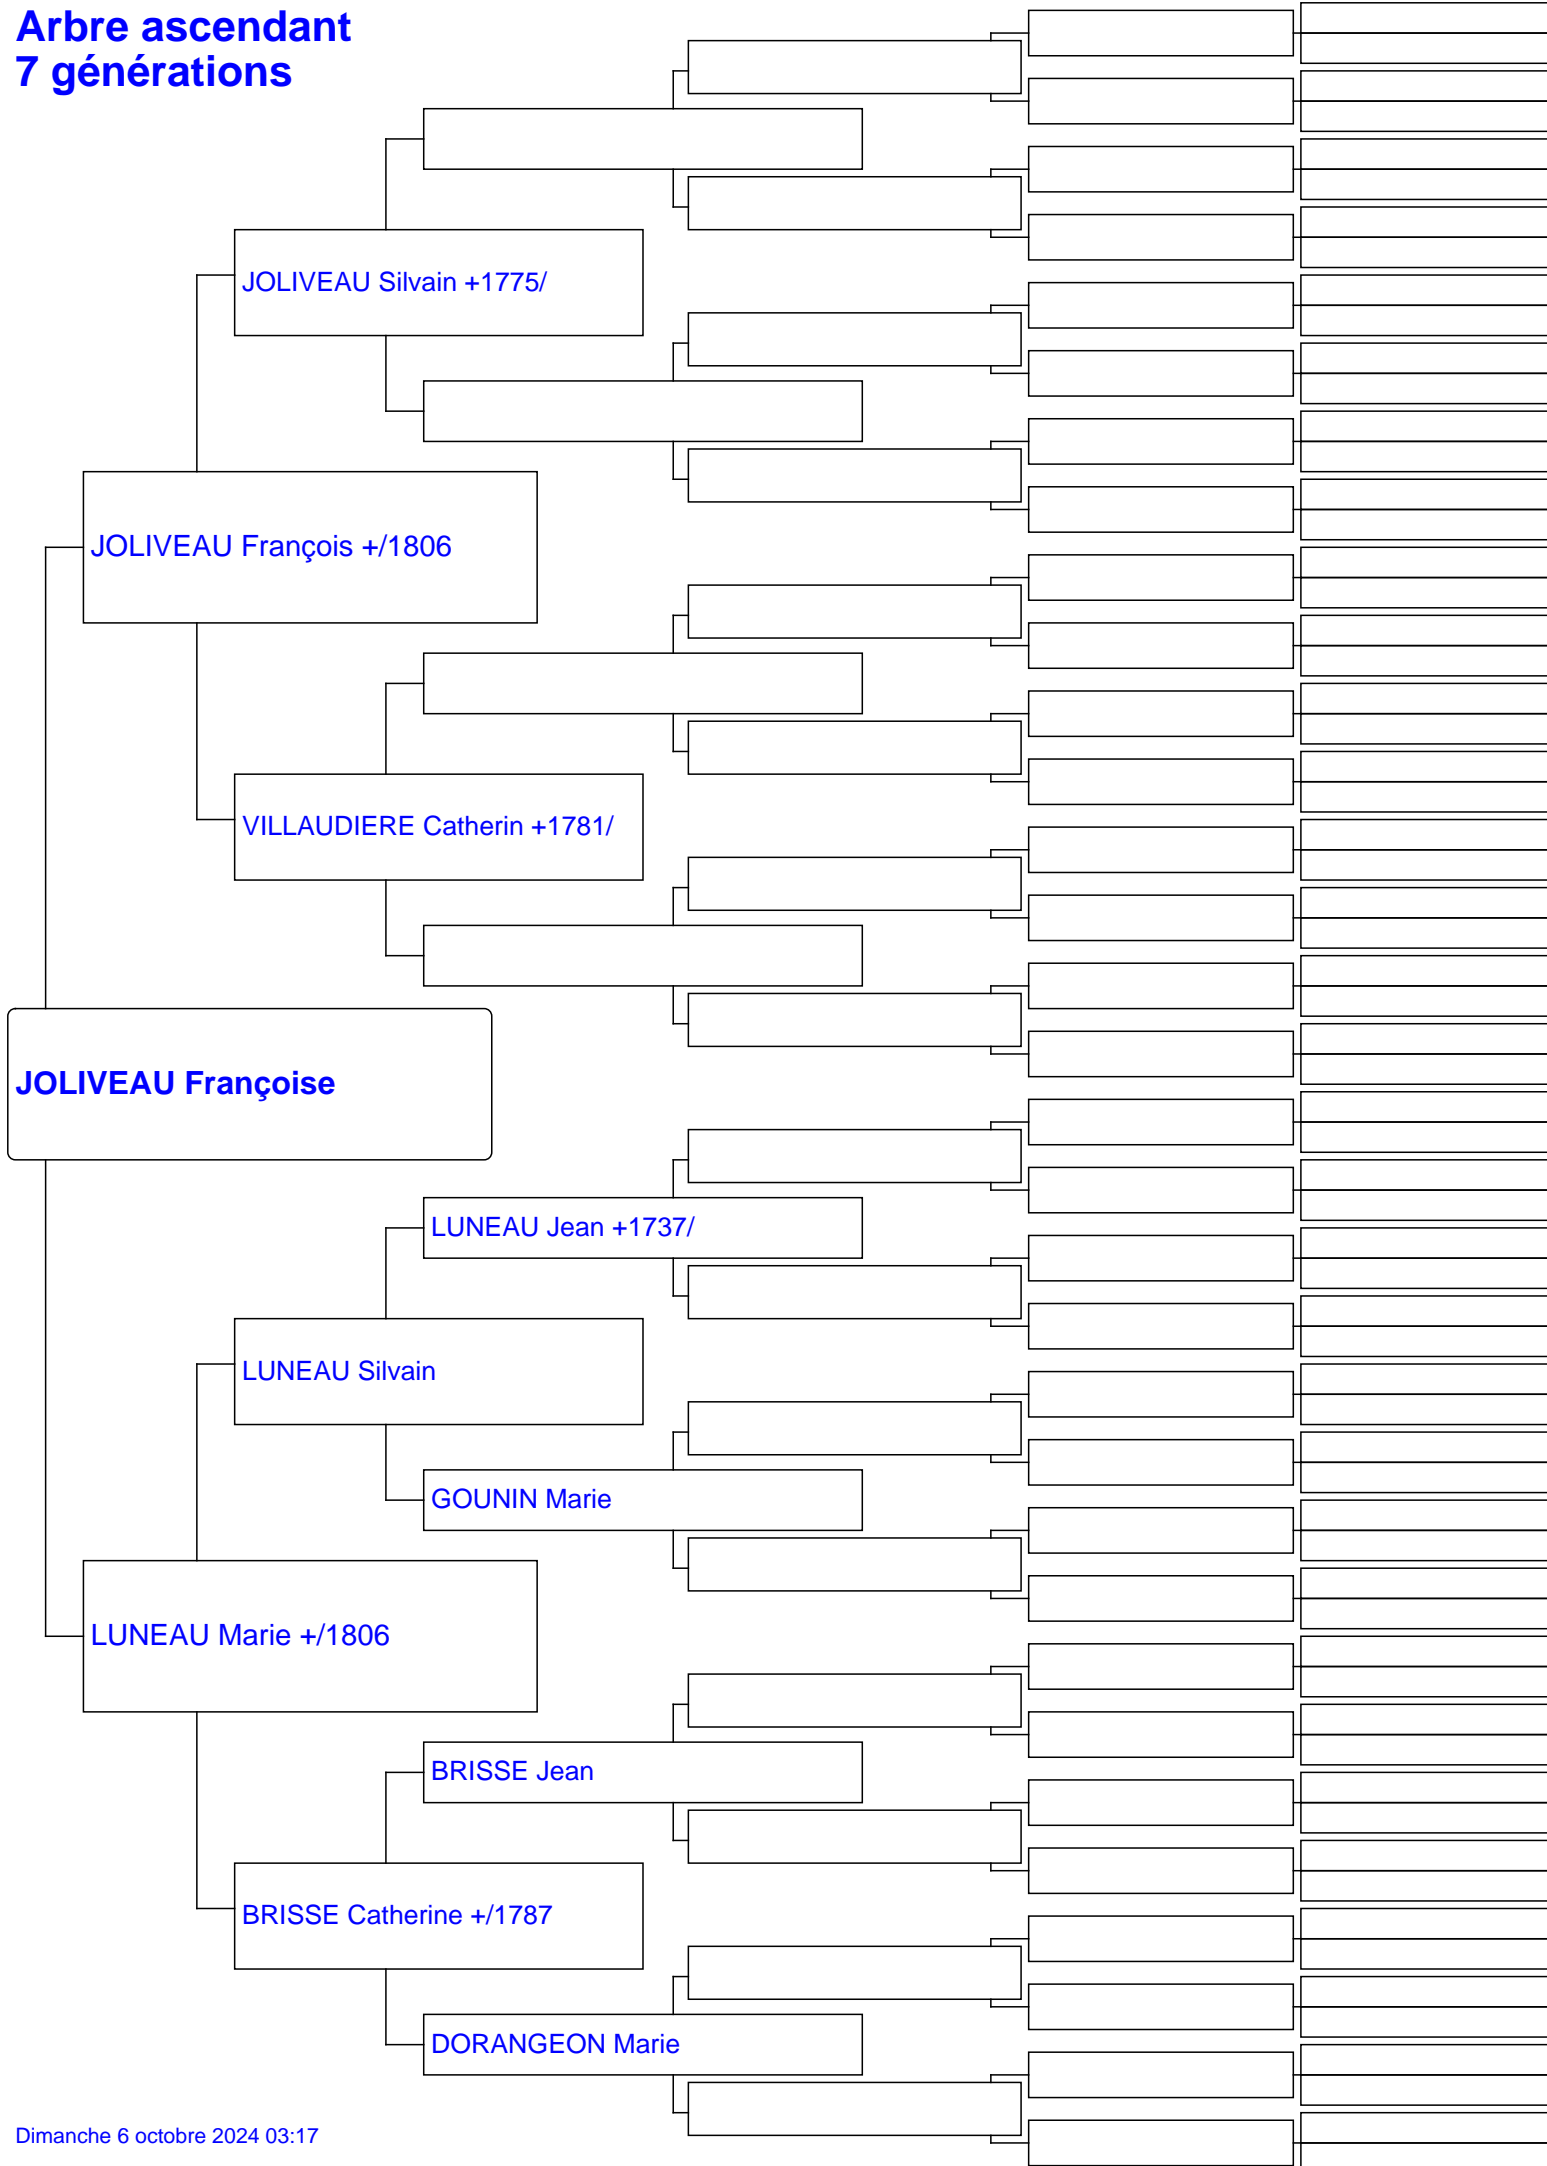 Arbre ascendant
7 générations
JOLIVEAU Silvain +1775/
JOLIVEAU François +/1806
VILLAUDIERE Catherin +1781/
JOLIVEAU Françoise
LUNEAU Jean +1737/
LUNEAU Silvain
GOUNIN Marie
LUNEAU Marie +/1806
BRISSE Jean
BRISSE Catherine +/1787
DORANGEON Marie
Dimanche 6 octobre 2024 03:17